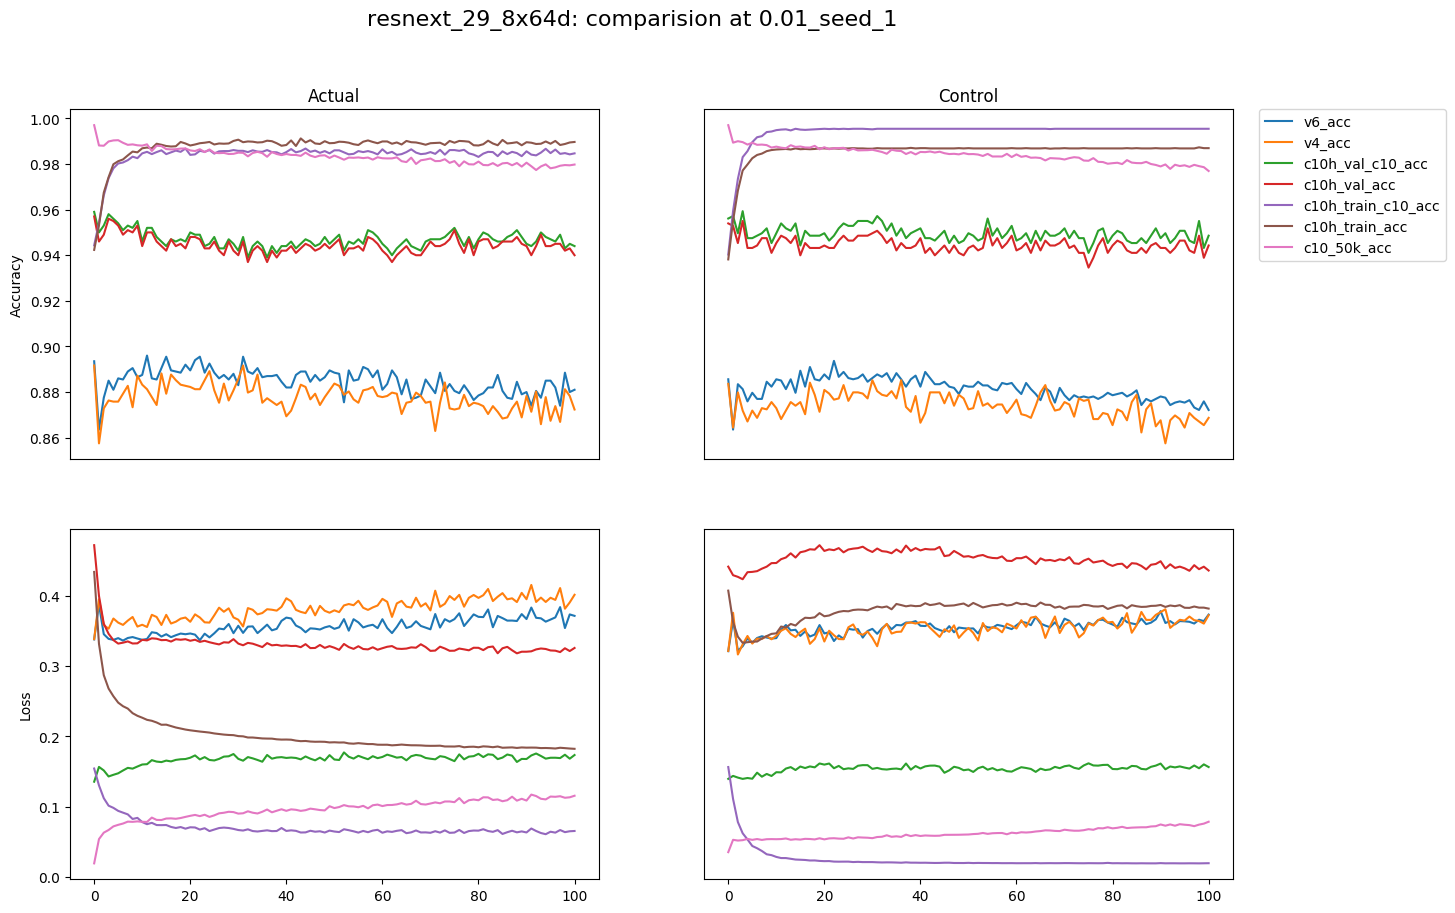 resnext_29_8x64d: comparision at 0.01_seed_1
Actual
Control
Accuracy
1.00
0.98
0.96
0.94
0.92
0.90
0.88
0.86
v6_acc
v4_acc
c10h_val_c10_acc
c10h_val_acc
c10h_train_c10_acc
c10h_train_acc
c10_50k_acc
Loss
0.4
0.3
0.2
0.1
0.0
0 20 40 60 80 100
0 20 40 60 80 100